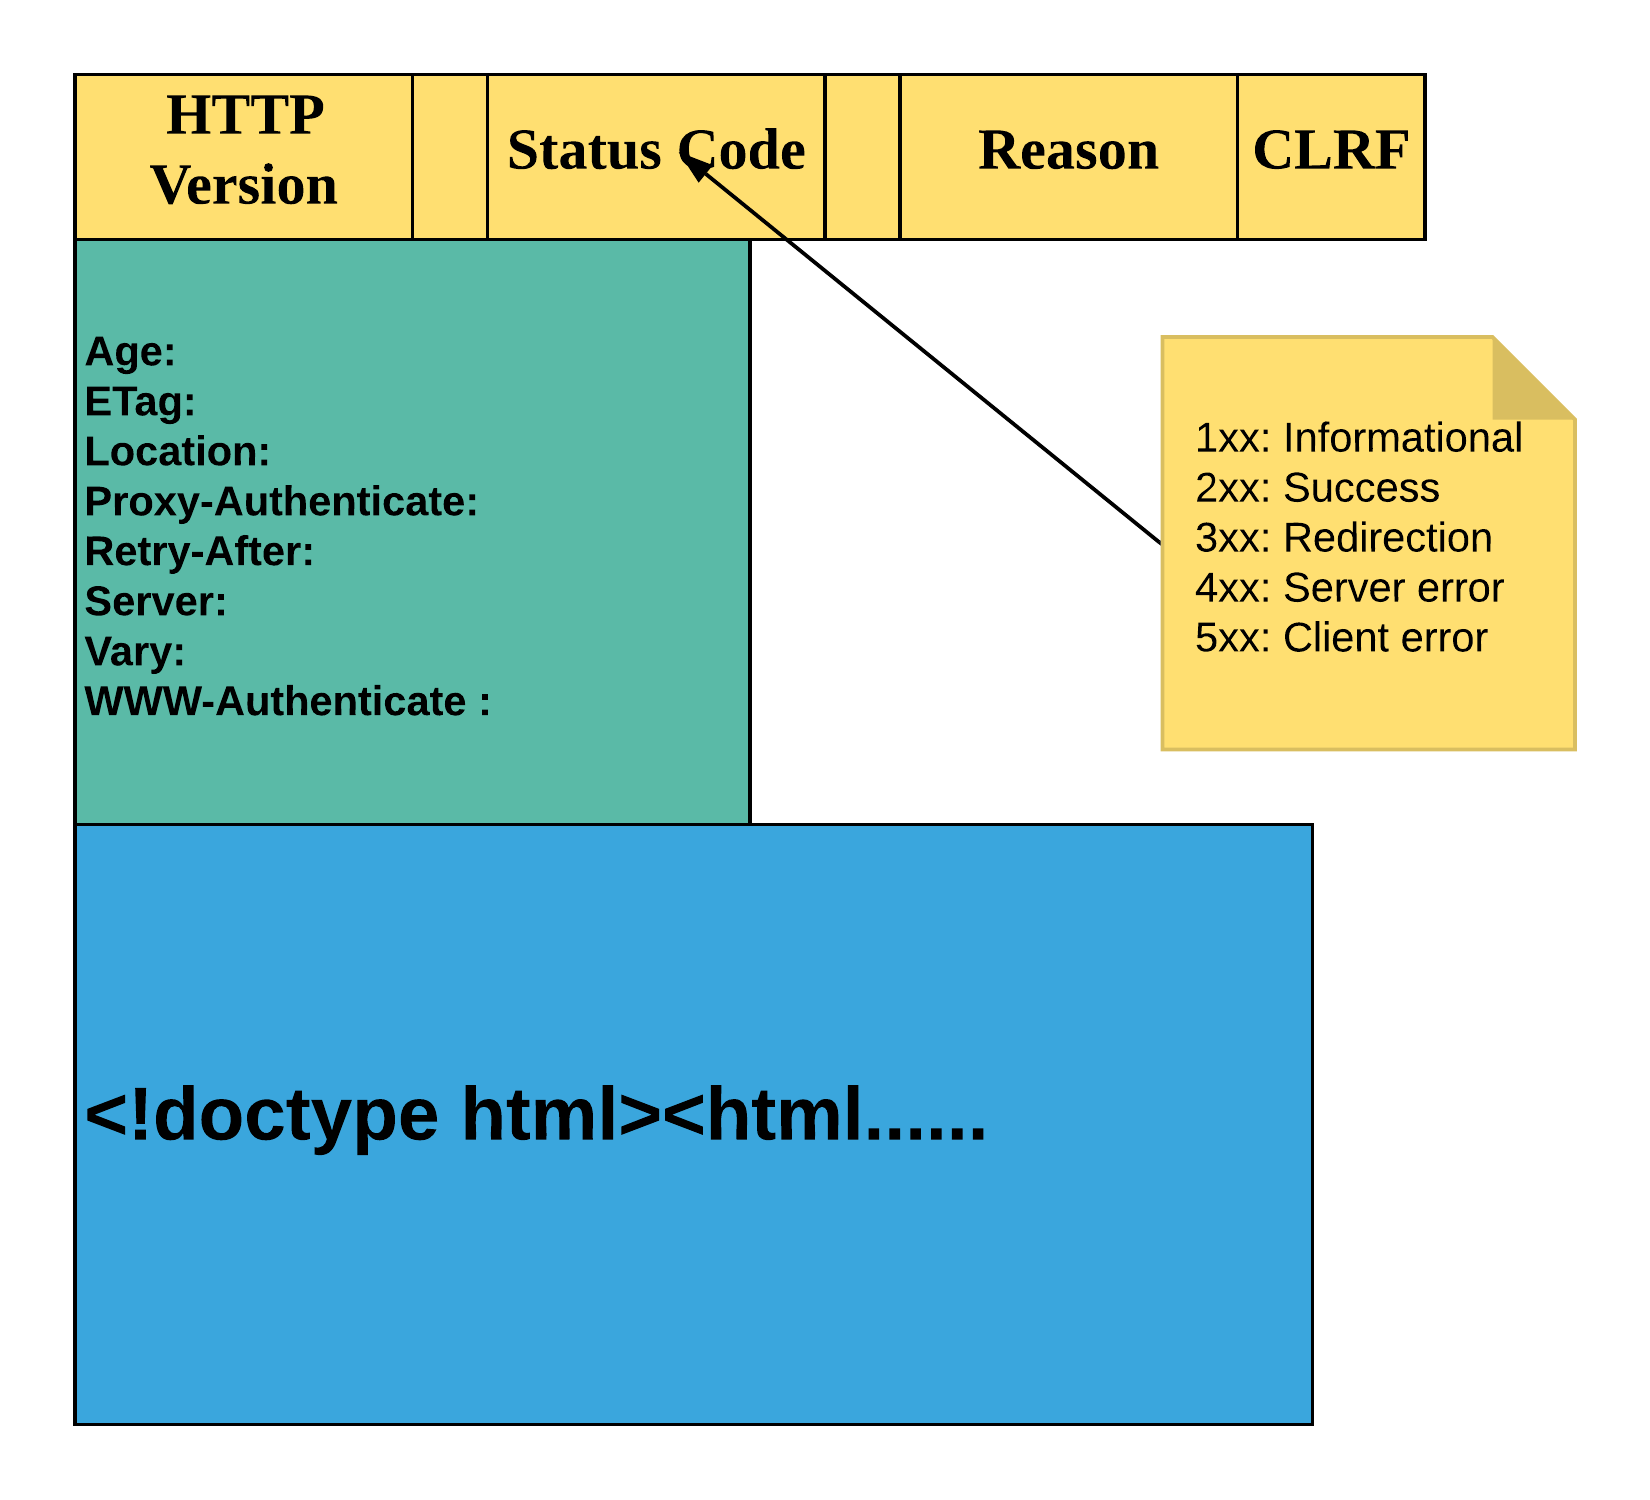 HTTP
Version
Status Code
Reason
CLRF
Age:
ETag:
Location:
Proxy-Authenticate:
Retry-After:
Server:
Vary:
WWW-Authenticate :
1xx: Informational
2xx: Success
3xx: Redirection
4xx: Server error
5xx: Client error
<!doctype html><html......